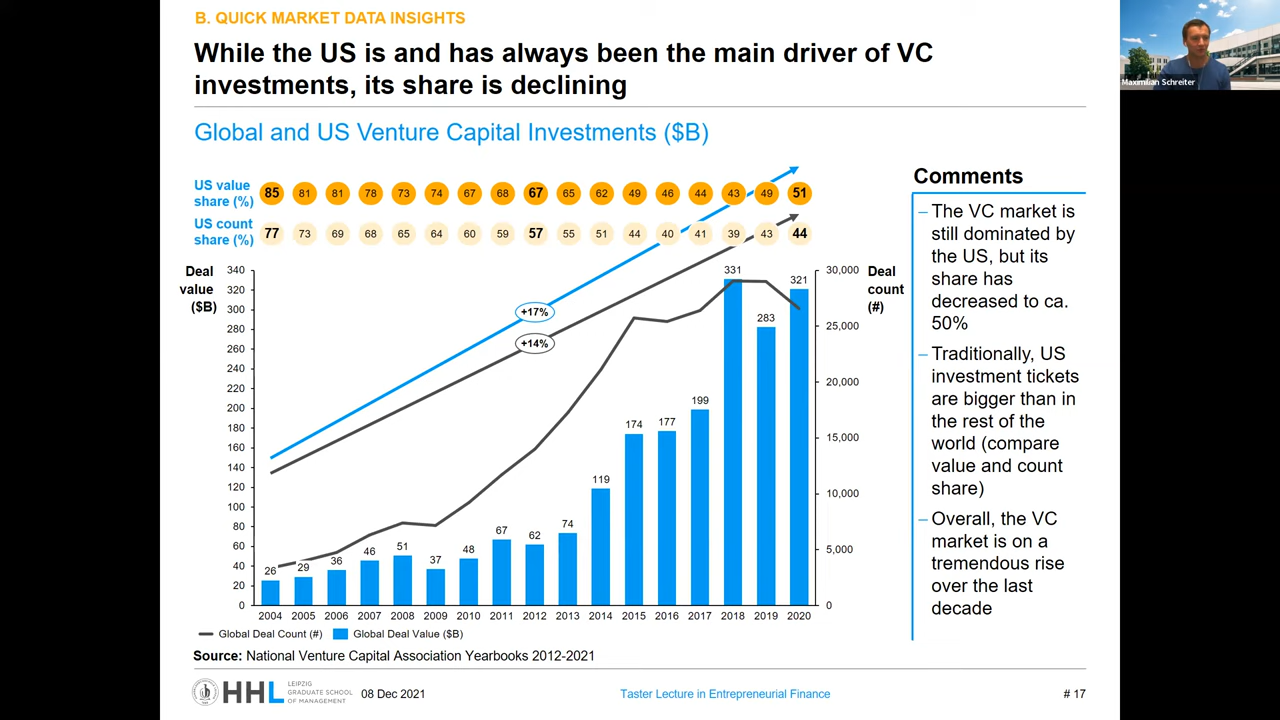 B. QUICK MARKET DATA INSIGHTS
While the US is and has always been the main driver of VC
investments, its share is declining
Global and US Venture Capital Investments ($B)
US value
share (%)
85 81 81 78 73 74 67 68 67 65 62 49 46 44 43 49 51
US count
share (%)
77 73 69 68 65 64 60 59 57 55 51 44 40 41 39 43 44
Deal
value
($B)
340
320
300
280
260
240
220
200
180
160
140
120
100
80
60
40
20
0
+17%
+14%
26 29 36 46 51 37 48 67 62 74 119 174 177 199 331 283 321
2004 2005 2006 2007 2008 2009 2010 2011 2012 2013 2014 2015 2016 2017 2018 2019 2020
30,000
25,000
20,000
15,000
10,000
5,000
0
Deal
count
(#)
Global Deal Count (#) Global Deal Value ($B)
Source: National Venture Capital Association Yearbooks 2012-2021
Comments
– The VC market is
still dominated by
the US, but its
share has
decreased to ca.
50%
– Traditionally, US
investment tickets
are bigger than in
the rest of the
world (compare
value and count
share)
– Overall, the VC
market is on a
tremendous rise
over the last
decade
HHL
LEIPZIG
GRADUATE SCHOOL
OF MANAGEMENT
08 Dec 2021
Taster Lecture in Entrepreneurial Finance
# 17
Maximilian Schreiter